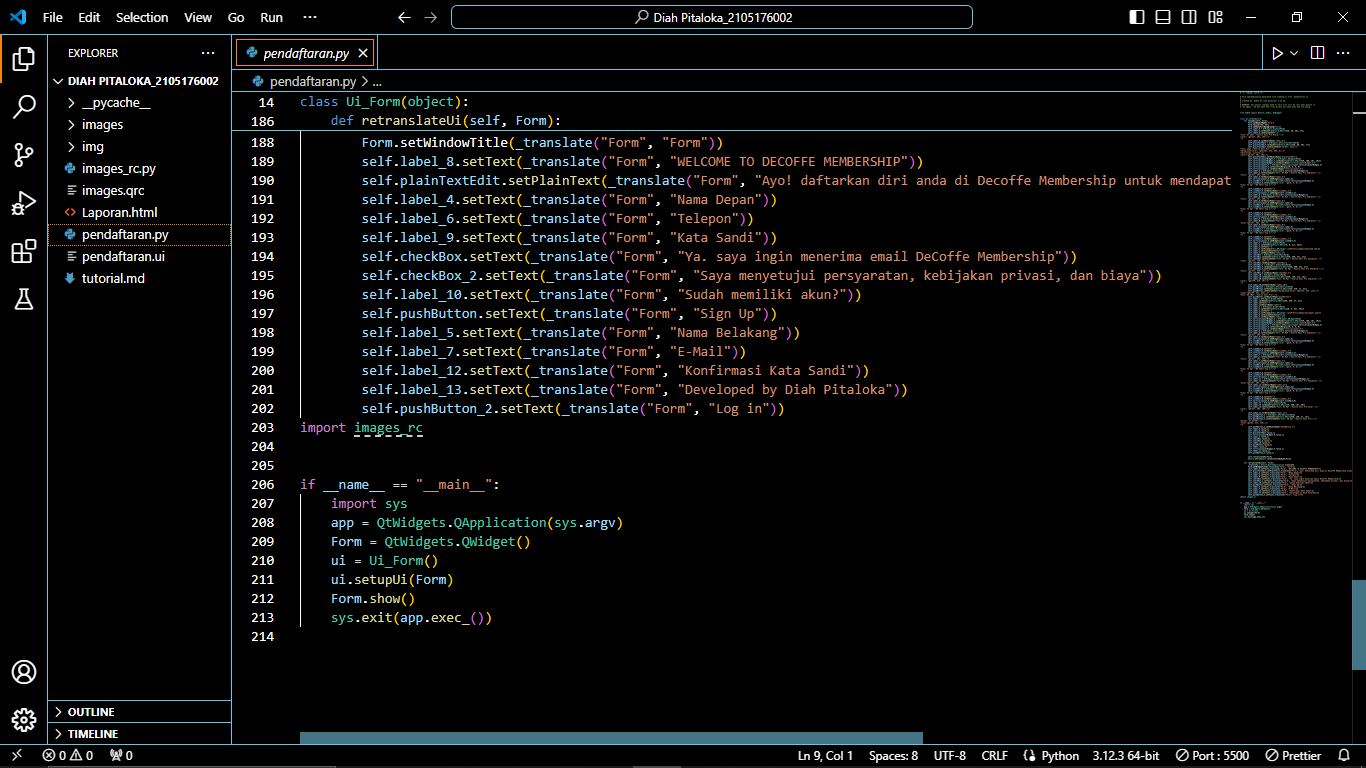 File Edit Selection View Go Run ··· Diah Pitaloka_2105176002
EXPLORER ···
DIAH PITALOKA_2105176002
__pycache__
images
img
images_rc.py
images.qrc
Laporan.html
pendaftaran.py
pendaftaran.ui
tutorial.md
OUTLINE
TIMELINE
pendaftaran.py
pendaftaran.py > ...
14 class Ui_Form(object):
186 def retranslateUi(self, Form):
188 Form.setWindowTitle(_translate("Form", "Form"))
189 self.label_8.setText(_translate("Form", "WELCOME TO DECOFFE MEMBERSHIP"))
190 self.plainTextEdit.setPlainText(_translate("Form", "Ayo! daftarkan diri anda di Decoffe Membership untuk mendapat
191 self.label_4.setText(_translate("Form", "Nama Depan"))
192 self.label_6.setText(_translate("Form", "Telepon"))
193 self.label_9.setText(_translate("Form", "Kata Sandi"))
194 self.checkBox.setText(_translate("Form", "Ya. saya ingin menerima email DeCoffe Membership"))
195 self.checkBox_2.setText(_translate("Form", "Saya menyetujui persyaratan, kebijakan privasi, dan biaya"))
196 self.label_10.setText(_translate("Form", "Sudah memiliki akun?"))
197 self.pushButton.setText(_translate("Form", "Sign Up"))
198 self.label_5.setText(_translate("Form", "Nama Belakang"))
199 self.label_7.setText(_translate("Form", "E-Mail"))
200 self.label_12.setText(_translate("Form", "Konfirmasi Kata Sandi"))
201 self.label_13.setText(_translate("Form", "Developed by Diah Pitaloka"))
202 self.pushButton_2.setText(_translate("Form", "Log in"))
203 import images_rc
204
205
206 if __name__ == "__main__":
207 import sys
208 app = QtWidgets.QApplication(sys.argv)
209 Form = QtWidgets.QWidget()
210 ui = Ui_Form()
211 ui.setupUi(Form)
212 Form.show()
213 sys.exit(app.exec_())
214
0 0 0 Ln 9, Col 1 Spaces: 8 UTF-8 CRLF Python 3.12.3 64-bit Port : 5500 Prettier